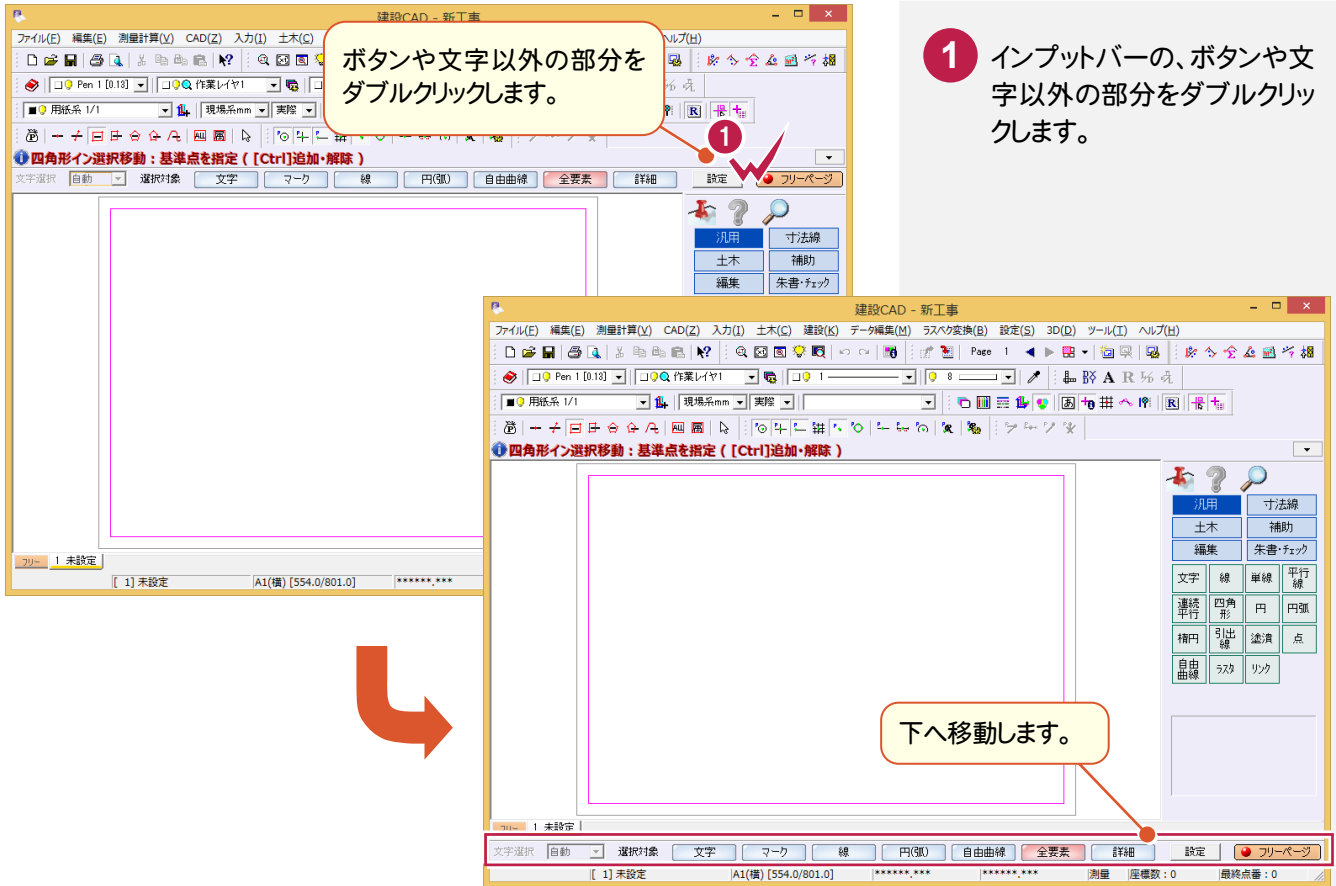 建設CAD - 新工事
ファイル(F) 編集(E) 測量計算(V) CAD(Z) 入力(I) 土木(C) ヘルプ(H)
ボタンや文字以外の部分を
ダブルクリックします。
Pen 1 [0.13] 作業レイヤ1
用紙系 1/1 現場系mm 実際
1
四角形イン選択移動 : 基準点を指定 ( [Ctrl]追加・解除 )
文字選択 自動 選択対象 文字 マーク 線 円(弧) 自由曲線 全要素 詳細 設定 フリーページ
汎用 寸法線
土木 補助
編集 朱書・チェック
フリー 1 未設定
[ 1] 未設定 A1(横) [554.0/801.0] ******.***
1 インプットバーの、ボタンや文
字以外の部分をダブルクリッ
クします。
建設CAD - 新工事
ファイル(F) 編集(E) 測量計算(V) CAD(Z) 入力(I) 土木(C) 建設(K) データ編集(M) ラスベク変換(B) 設定(S) 3D(D) ツール(T) ヘルプ(H)
Page 1
Pen 1 [0.13] 作業レイヤ1 1 8
用紙系 1/1 現場系mm 実際
四角形イン選択移動 : 基準点を指定 ( [Ctrl]追加・解除 )
汎用 寸法線
土木 補助
編集 朱書・チェック
文字 線 単線 平行線
連続平行 四角形 円 円弧
楕円 引出線 塗潰 点
自由曲線 ラスタ リンク
下へ移動します。
フリー 1 未設定
文字選択 自動 選択対象 文字 マーク 線 円(弧) 自由曲線 全要素 詳細 設定 フリーページ
[ 1] 未設定 A1(横) [554.0/801.0] ******.*** ******.*** 測量 座標数 : 0 最終点番 : 0